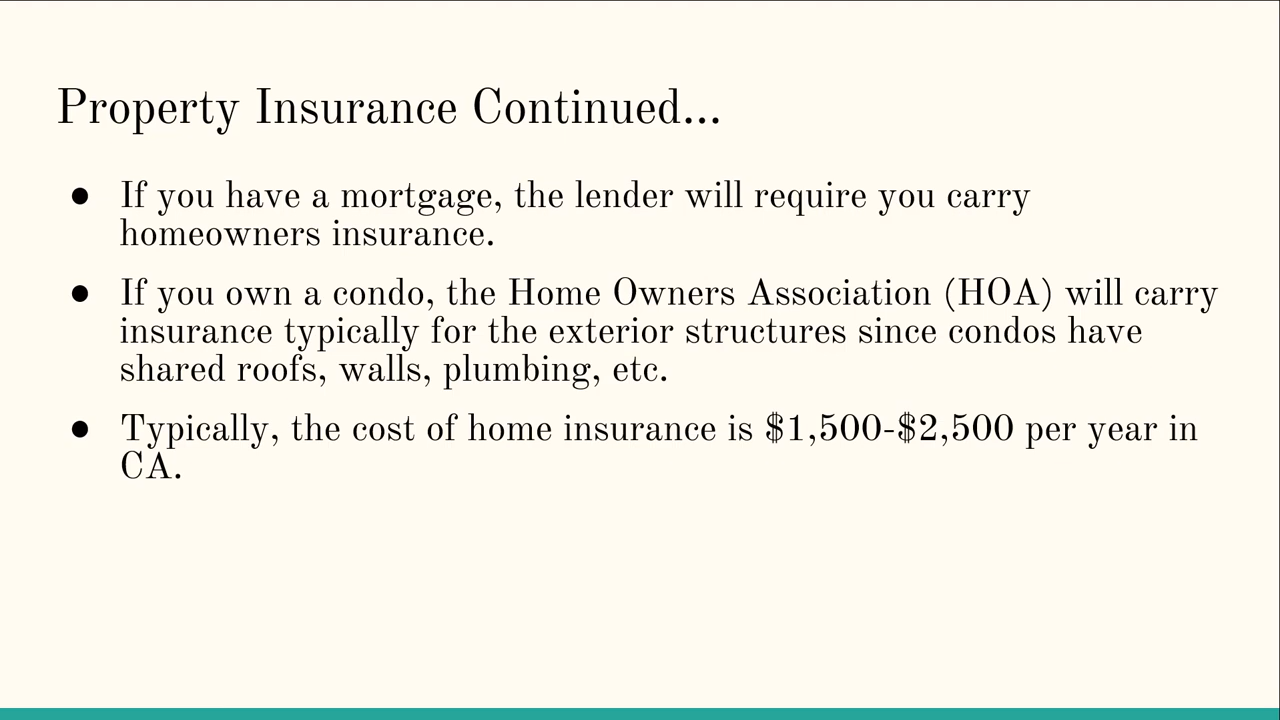 Property Insurance Continued...
● If you have a mortgage, the lender will require you carry
homeowners insurance.
● If you own a condo, the Home Owners Association (HOA) will carry
insurance typically for the exterior structures since condos have
shared roofs, walls, plumbing, etc.
● Typically, the cost of home insurance is $1,500-$2,500 per year in
CA.